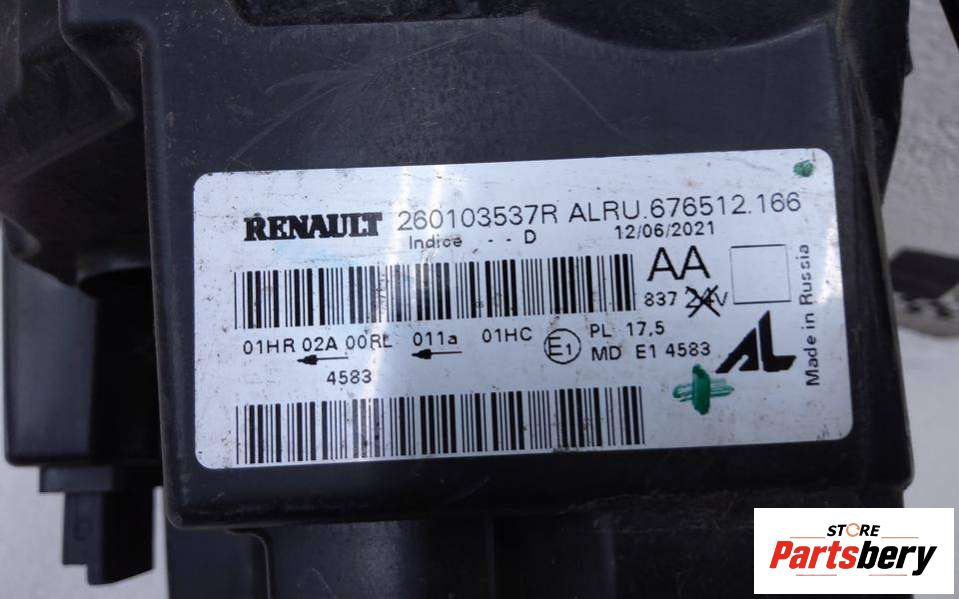 RENAULT 260103537R ALRU.676512.166
Indice - - D 12/06/2021
AA
837 24V
01HR 02A 00RL 011a 01HC E1 PL 17,5
4583 MD E1 4583
AL
Made in Russia
STORE
Partsbery